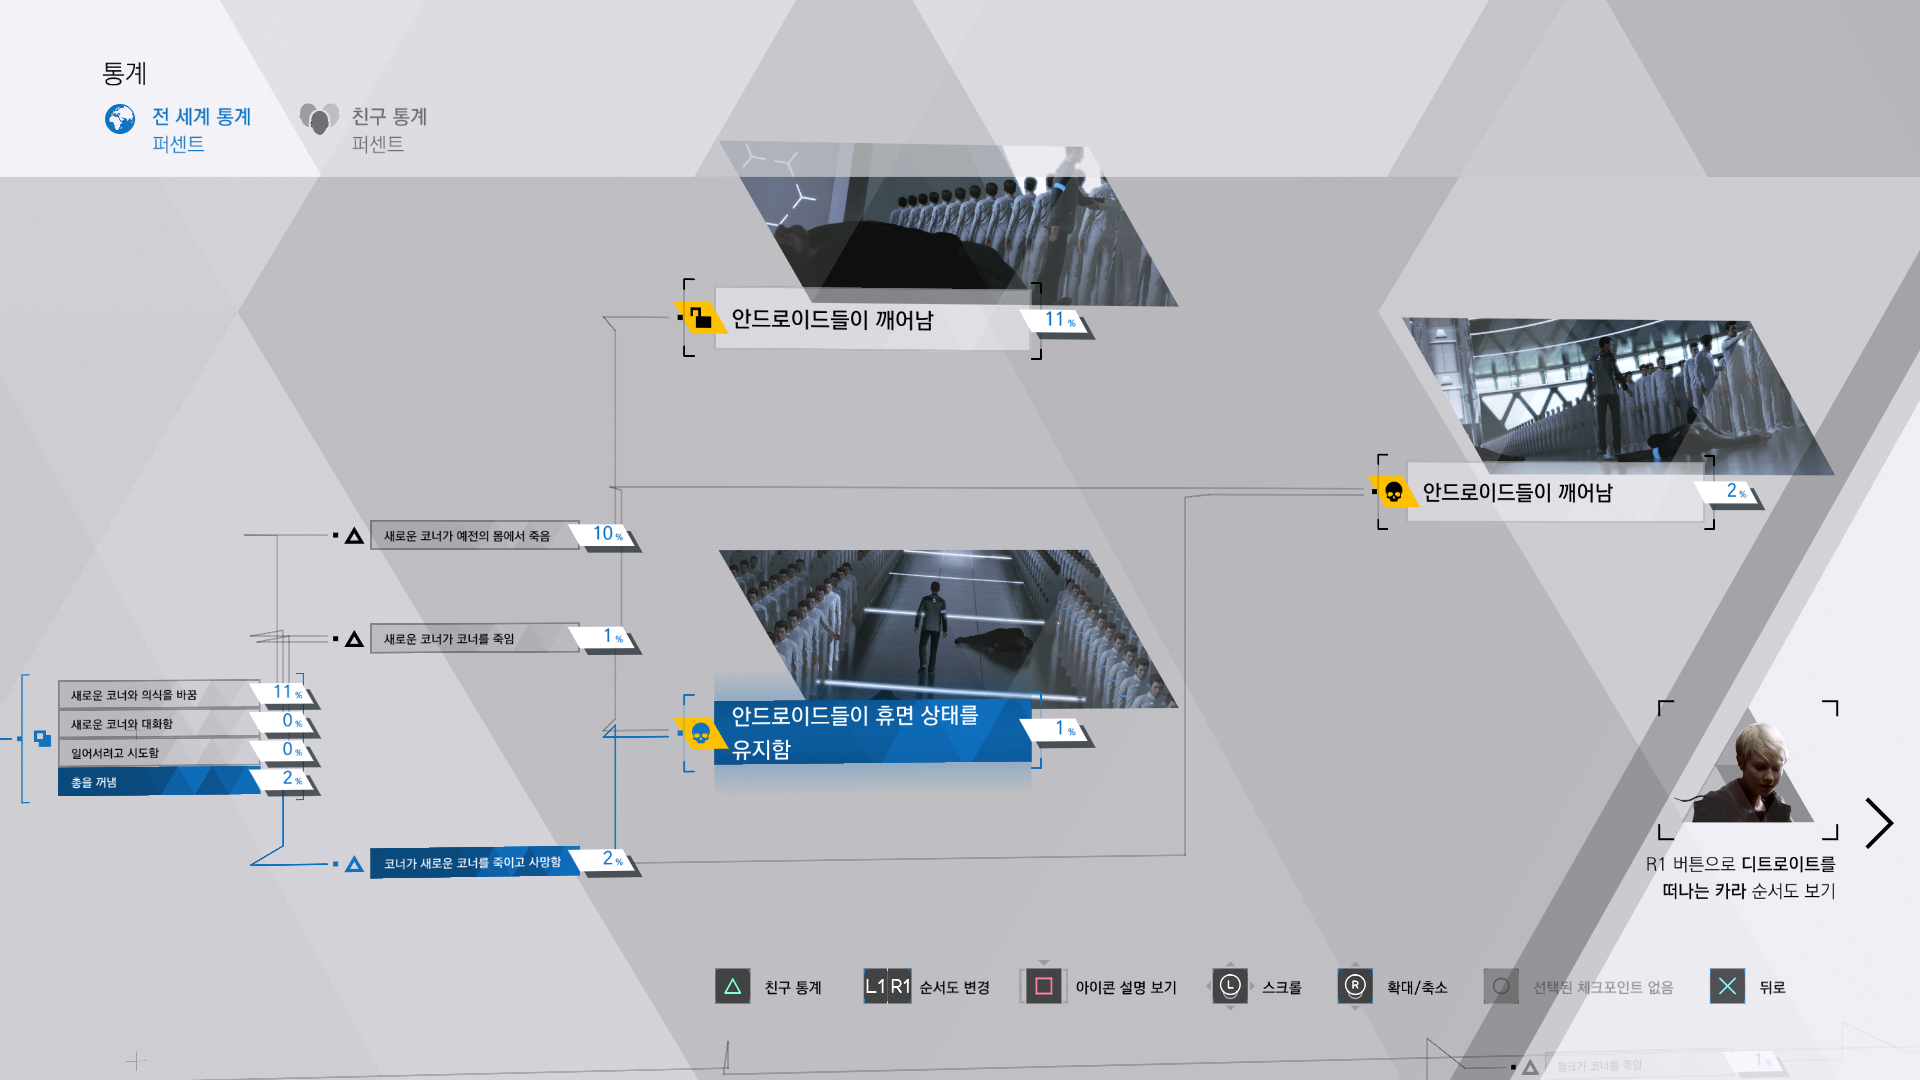 통계
전 세계 통계
퍼센트
친구 통계
퍼센트
안드로이드들이 깨어남
11%
안드로이드들이 깨어남
2%
새로운 코너가 예전의 몸에서 죽음
10%
새로운 코너가 코너를 죽임
1%
새로운 코너와 의식을 바꿈
11%
새로운 코너와 대화함
0%
일어서려고 시도함
0%
총을 꺼냄
2%
안드로이드들이 휴면 상태를
유지함
1%
코너가 새로운 코너를 죽이고 사망함
2%
R1 버튼으로 디트로이트를
떠나는 카라 순서도 보기
친구 통계
L1 R1 순서도 변경
아이콘 설명 보기
L 스크롤
R 확대/축소
선택된 체크포인트 없음
뒤로
행크가 코너를 죽임
1%